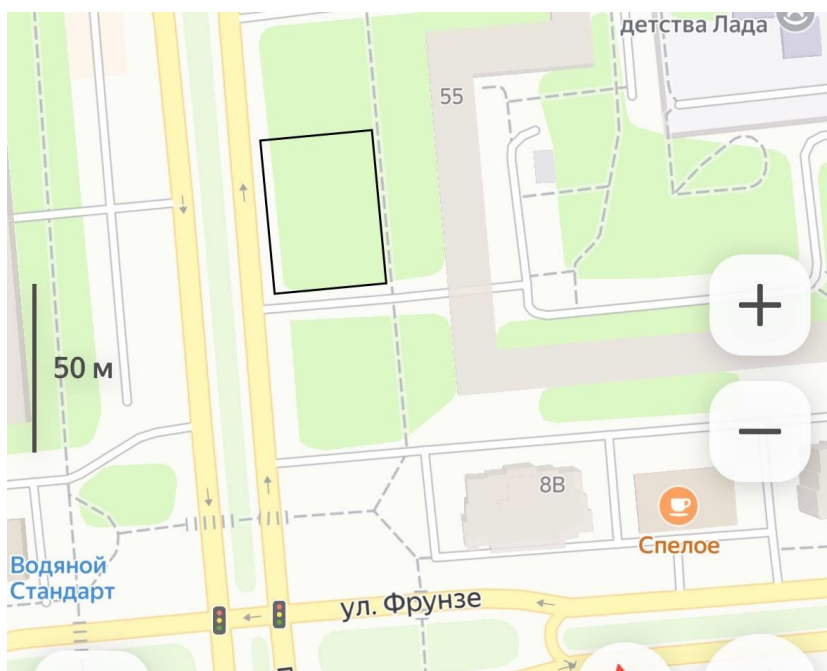 детства Лада
55
50 м
8В
Спелое
Водяной
Стандарт
ул. Фрунзе